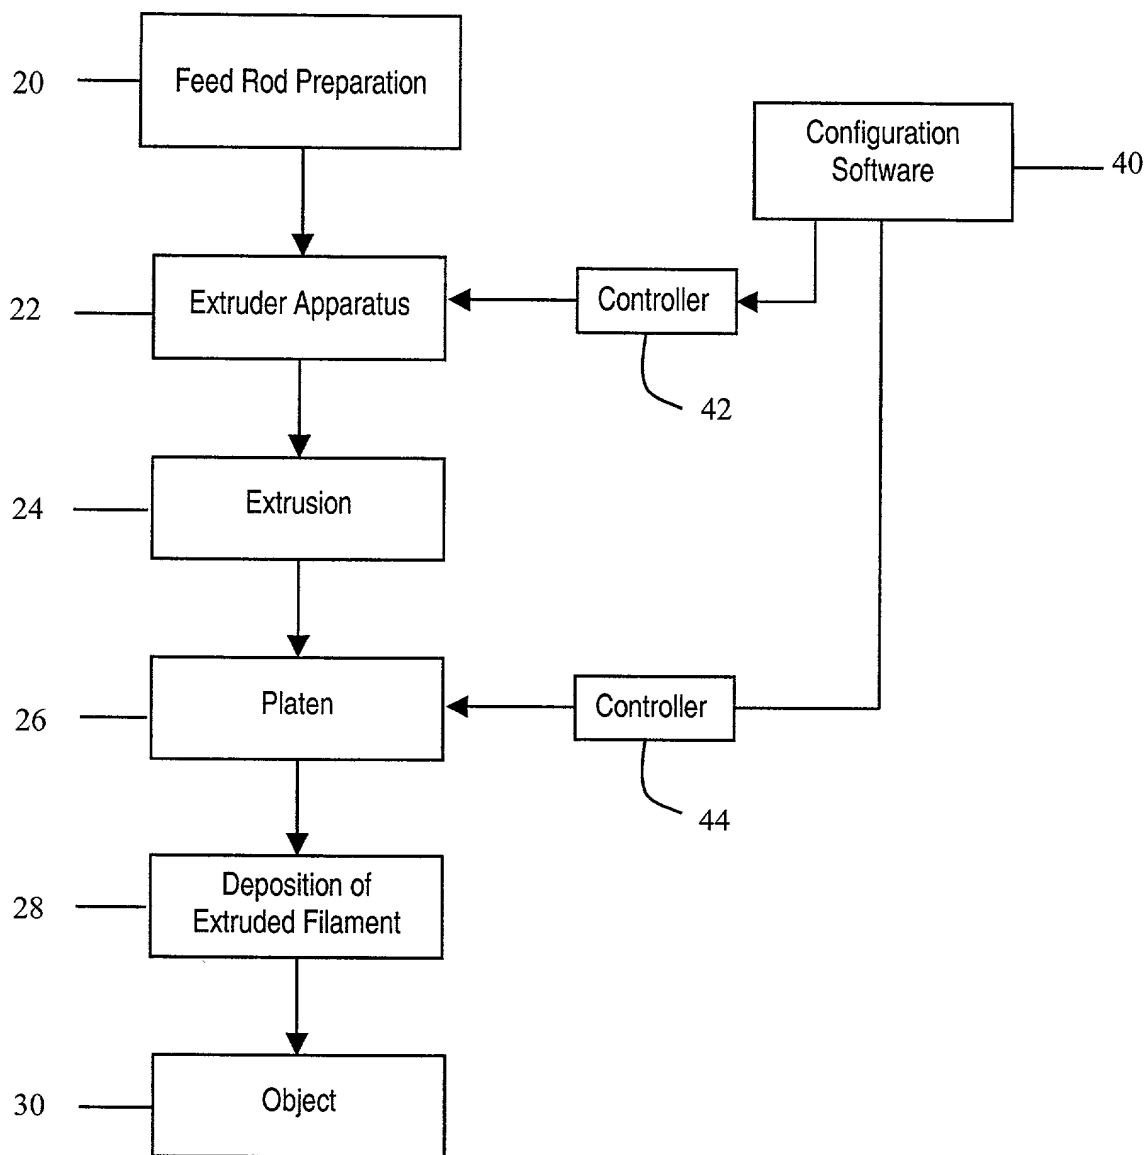 20
Feed Rod Preparation
Configuration
Software
40
22
Extruder Apparatus
Controller
42
24
Extrusion
26
Platen
Controller
44
28
Deposition of
Extruded Filament
30
Object